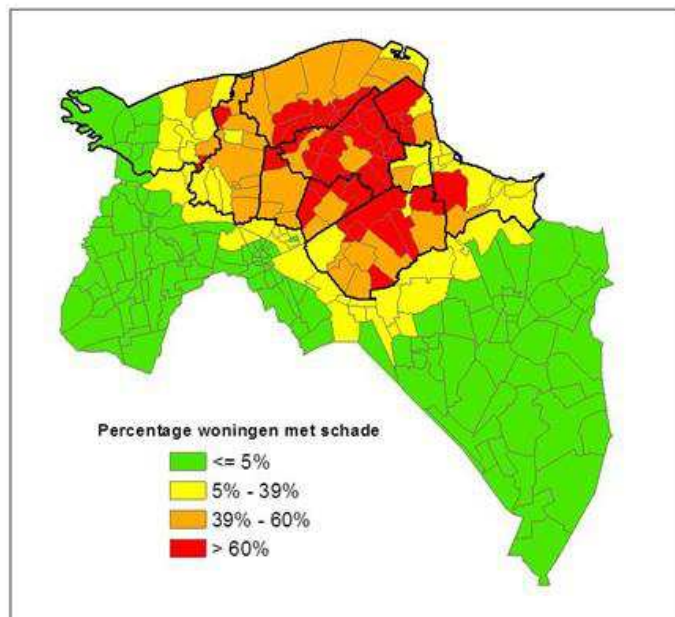 Percentage woningen met schade
<= 5%
5% - 39%
39% - 60%
> 60%